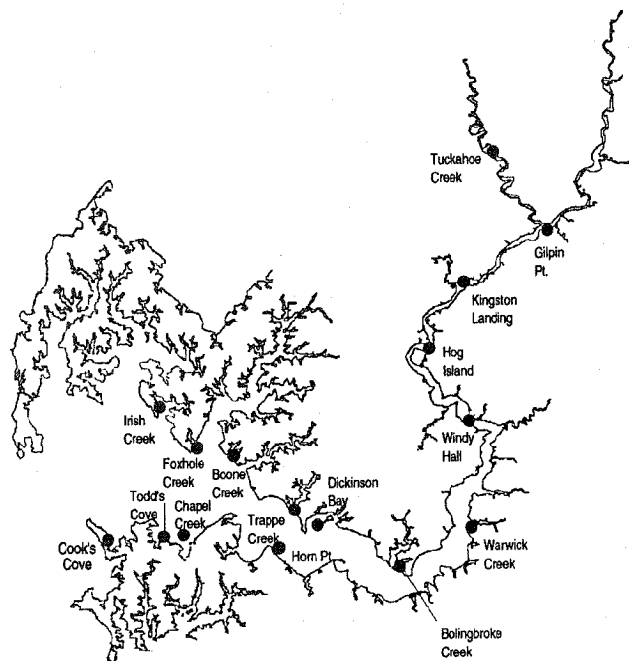 Tuckahoe
Creek
Gilpin
Pt.
Kingston
Landing
Hog
Island
Irish
Creek
Windy
Hall
Foxhole
Creek
Boone
Creek
Dickinson
Bay
Todd's
Cove
Chapel
Creek
Trappe
Creek
Cook's
Cove
Horn Pt.
Warwick
Creek
Bolingbroke
Creek